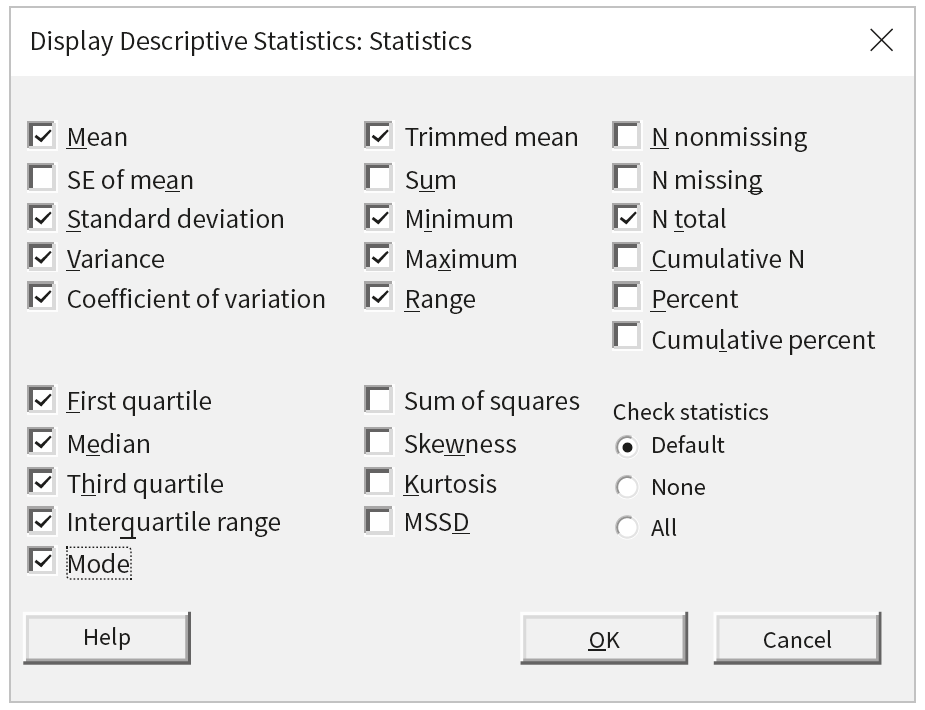 Display Descriptive Statistics: Statistics
Mean
SE of mean
Standard deviation
Variance
Coefficient of variation
Trimmed mean
Sum
Minimum
Maximum
Range
N nonmissing
N missing
N total
Cumulative N
Percent
Cumulative percent
First quartile
Median
Third quartile
Interquartile range
Mode
Sum of squares
Skewness
Kurtosis
MSSD
Check statistics
Default
None
All
Help
OK
Cancel